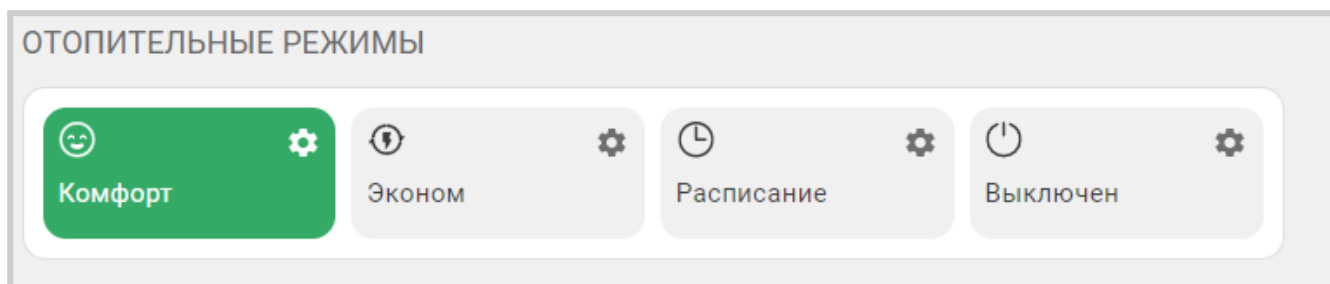 ОТОПИТЕЛЬНЫЕ РЕЖИМЫ
Комфорт
Эконом
Расписание
Выключен